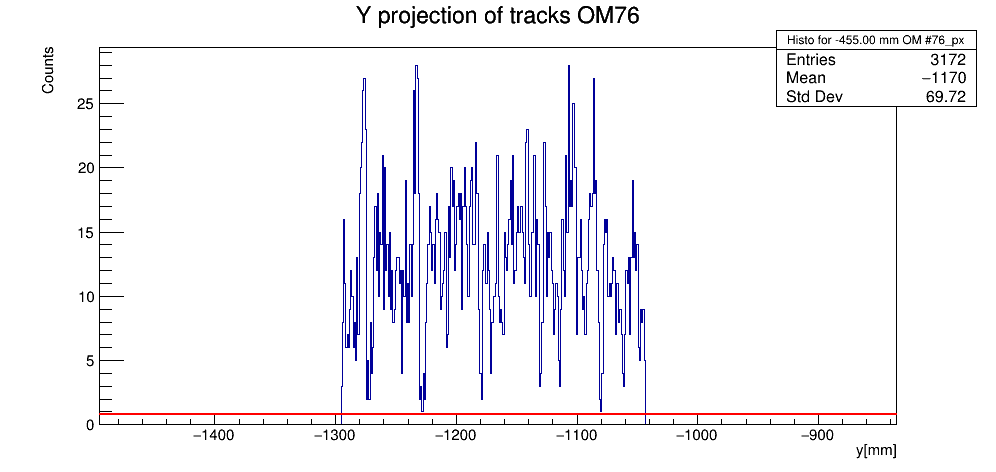 Y projection of tracks OM76
Histo for -455.00 mm OM #76_px
Entries 3172
Mean −1170
Std Dev 69.72
Counts
25
20
15
10
5
0
−1400 −1300 −1200 −1100 −1000 −900
y[mm]